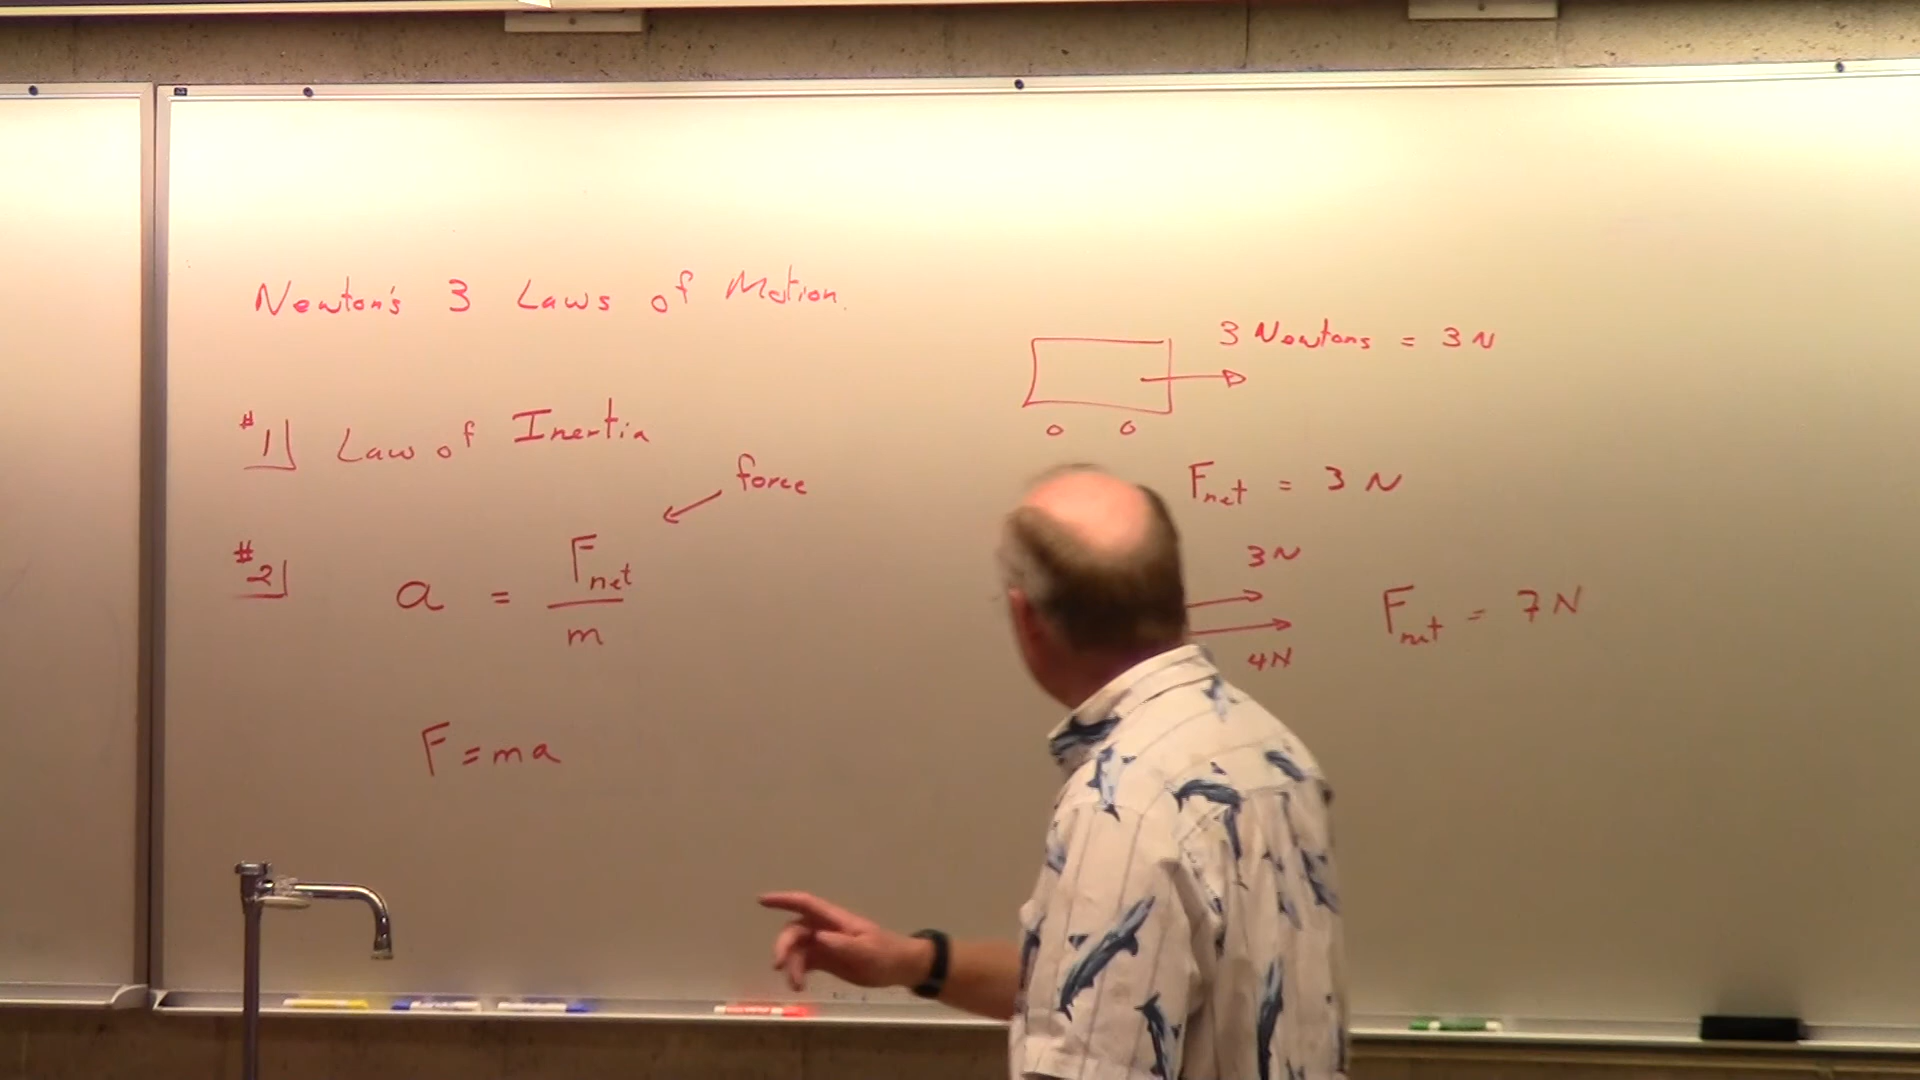 Newton's 3 Laws of Motion.
#1 Law of Inertia
force
#2 a = Fnet / m
F = ma
3 Newtons = 3 N
Fnet = 3 N
3N
4N
Fnet = 7 N